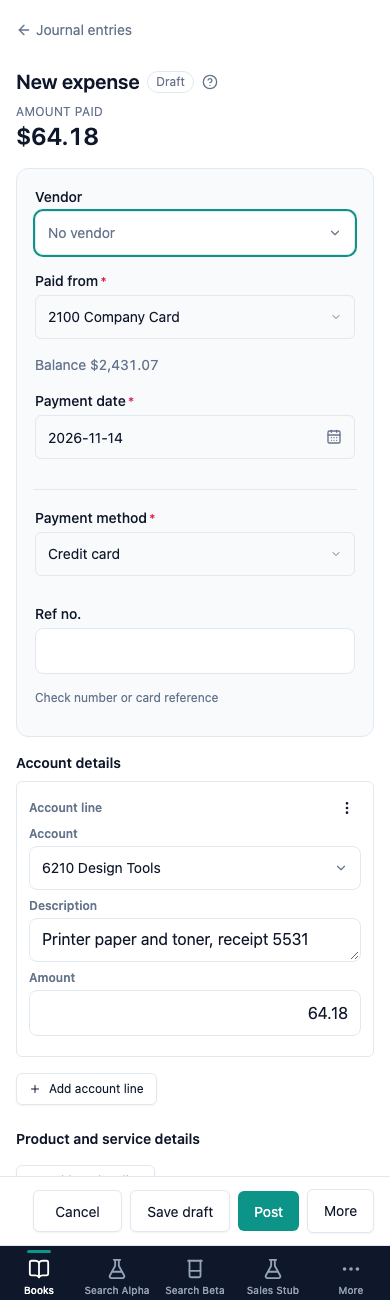 Journal entries
New expense Draft
AMOUNT PAID
$64.18
Vendor
No vendor
Paid from*
2100 Company Card
Balance $2,431.07
Payment date*
2026-11-14
Payment method*
Credit card
Ref no.
Check number or card reference
Account details
Account line
Account
6210 Design Tools
Description
Printer paper and toner, receipt 5531
Amount
64.18
Add account line
Product and service details
Cancel Save draft Post More
Books Search Alpha Search Beta Sales Stub More